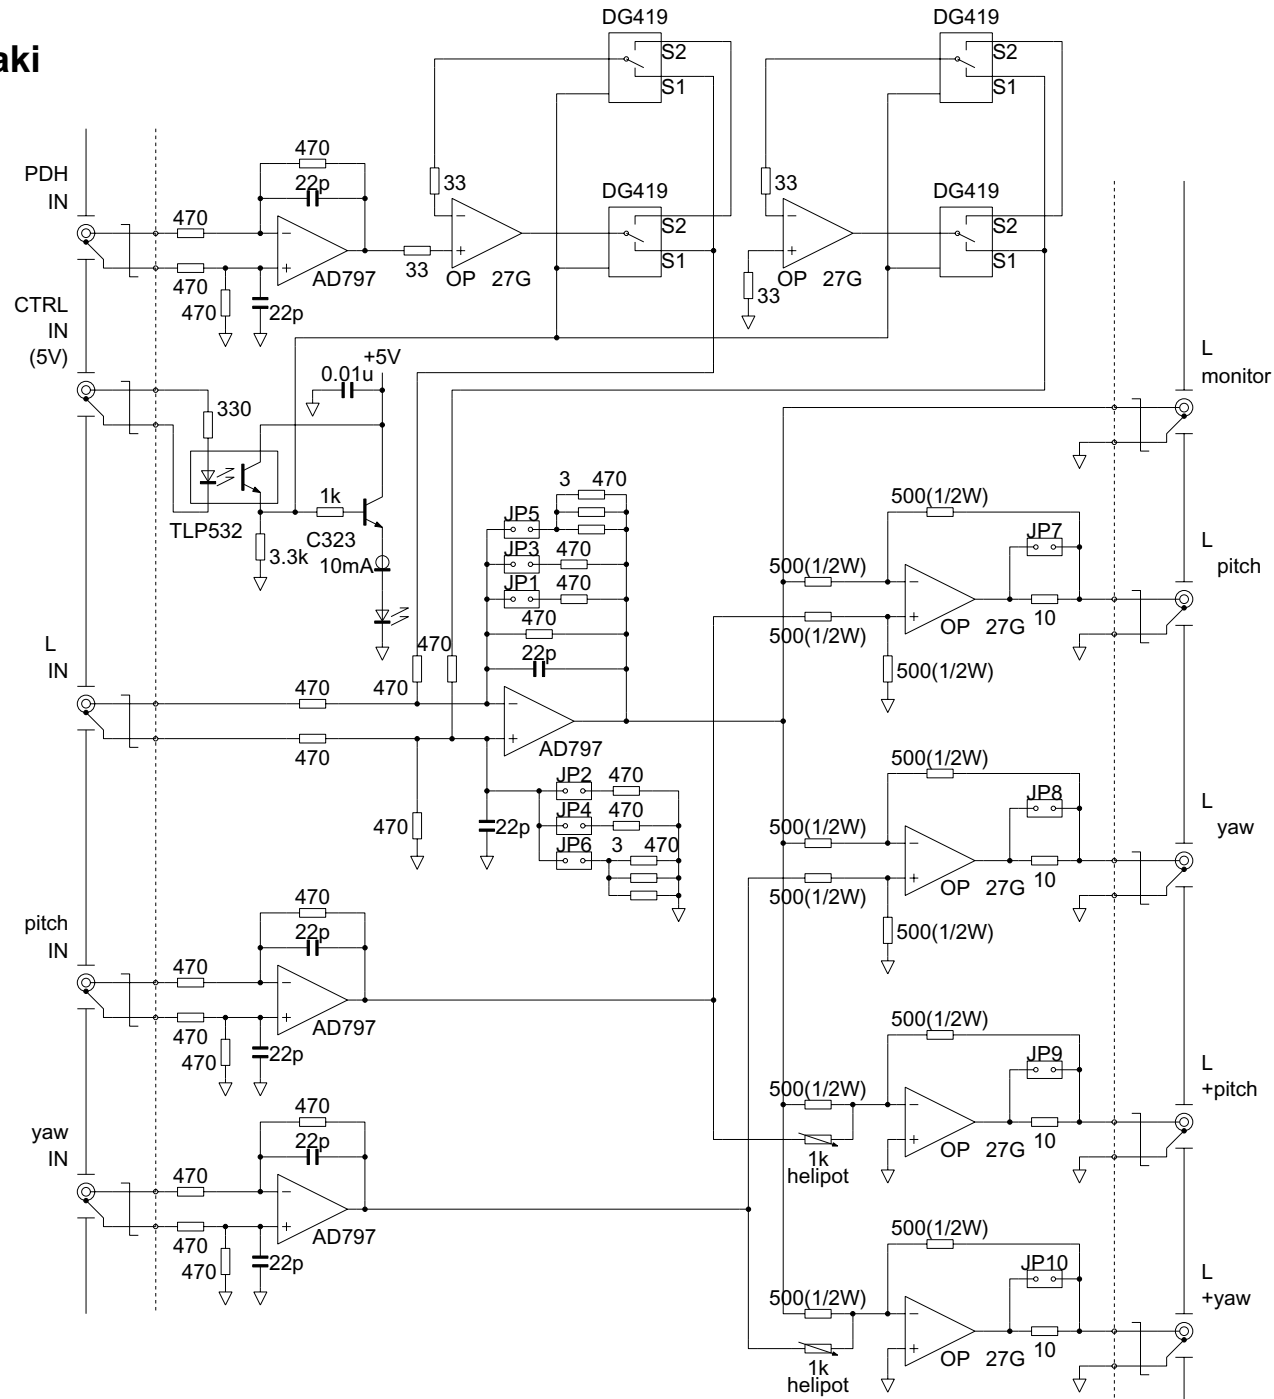 aki
DG419
DG419
S2
S1
S2
S1
PDH
IN
470
22p
470
33
33
DG419
DG419
S2
S1
S2
S1
470
470
22p
AD797
33
OP 27G
33
OP 27G
CTRL
IN
(5V)
+5V
0.01u
330
L
monitor
TLP532
1k
3.3k
C323
10mA
3 470
JP5
JP3 470
JP1 470
470
22p
500(1/2W)
JP7
500(1/2W)
500(1/2W)
OP 27G
10
500(1/2W)
L
pitch
L
IN
470
470
470
470
AD797
470
22p
JP2 470
JP4 470
JP6 3 470
500(1/2W)
JP8
500(1/2W)
500(1/2W)
OP 27G
10
500(1/2W)
L
yaw
pitch
IN
470
22p
470
470
470
22p
AD797
500(1/2W)
JP9
500(1/2W)
1k
helipot
OP 27G
10
L
+pitch
yaw
IN
470
22p
470
470
470
22p
AD797
500(1/2W)
JP10
500(1/2W)
1k
helipot
OP 27G
10
L
+yaw